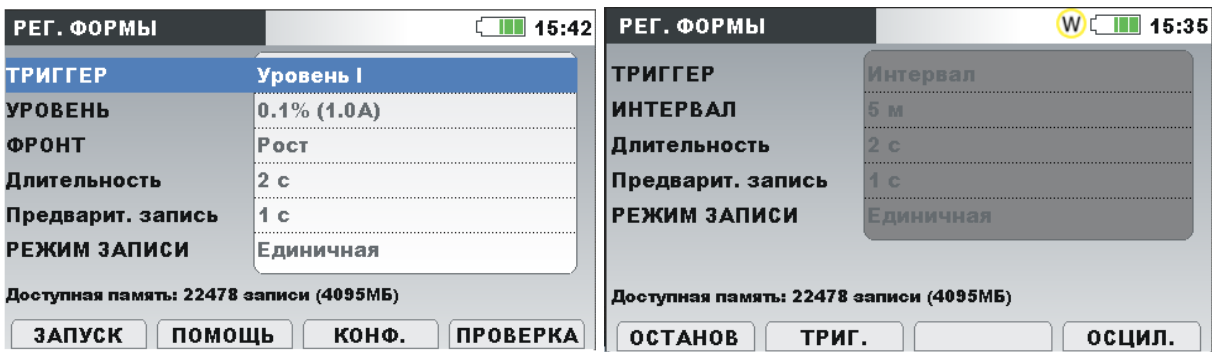 РЕГ. ФОРМЫ 15:42
ТРИГГЕР Уровень I
УРОВЕНЬ 0.1% (1.0А)
ФРОНТ Рост
Длительность 2 с
Предварит. запись 1 с
РЕЖИМ ЗАПИСИ Единичная
Доступная память: 22478 записи (4095МБ)
ЗАПУСК ПОМОЩЬ КОНФ. ПРОВЕРКА
РЕГ. ФОРМЫ W 15:35
ТРИГГЕР Интервал
ИНТЕРВАЛ 5 м
Длительность 2 с
Предварит. запись 1 с
РЕЖИМ ЗАПИСИ Единичная
Доступная память: 22478 записи (4095МБ)
ОСТАНОВ ТРИГ. ОСЦИЛ.